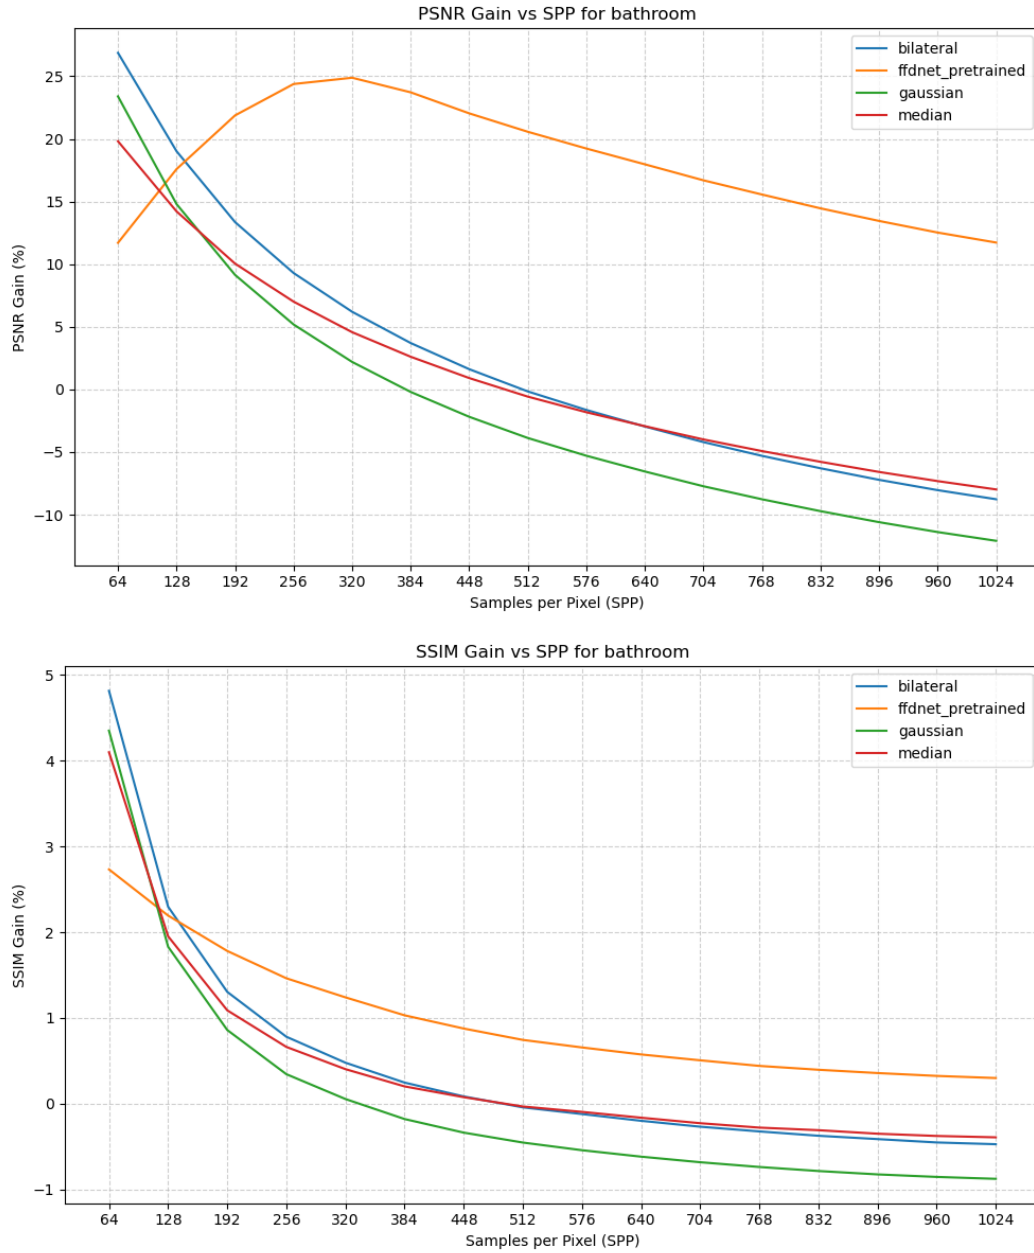 PSNR Gain vs SPP for bathroom
bilateral
ffdnet_pretrained
gaussian
median
PSNR Gain (%)
25
20
15
10
5
0
−5
−10
64 128 192 256 320 384 448 512 576 640 704 768 832 896 960 1024
Samples per Pixel (SPP)
SSIM Gain vs SPP for bathroom
bilateral
ffdnet_pretrained
gaussian
median
SSIM Gain (%)
5
4
3
2
1
0
−1
64 128 192 256 320 384 448 512 576 640 704 768 832 896 960 1024
Samples per Pixel (SPP)